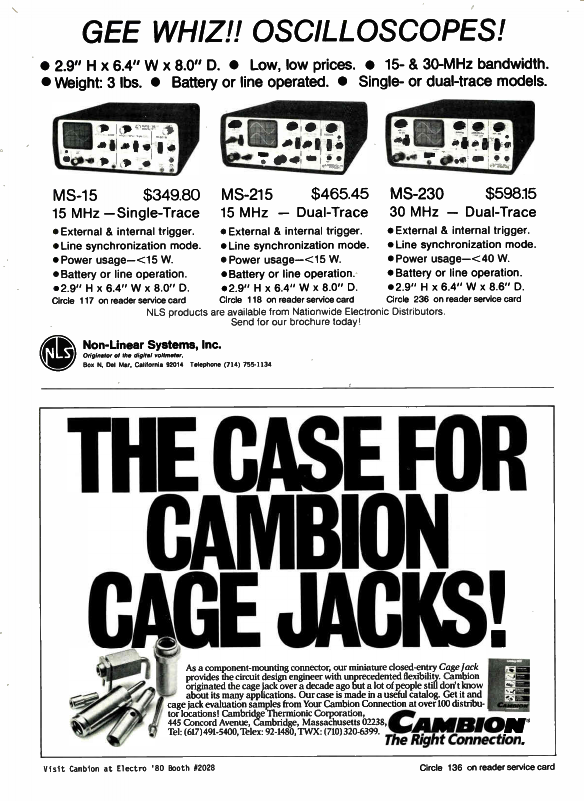 GEE WHIZ!! OSCILLOSCOPES!
● 2.9" H x 6.4" W x 8.0" D. ● Low, low prices. ● 15- & 30-MHz bandwidth.
● Weight: 3 lbs. ● Battery or line operated. ● Single- or dual-trace models.
MS-15 $349.80
15 MHz — Single-Trace
● External & internal trigger.
● Line synchronization mode.
● Power usage—<15 W.
● Battery or line operation.
● 2.9" H x 6.4" W x 8.0" D.
Circle 117 on reader service card
MS-215 $465.45
15 MHz — Dual-Trace
● External & internal trigger.
● Line synchronization mode.
● Power usage—<15 W.
● Battery or line operation.
● 2.9" H x 6.4" W x 8.0" D.
Circle 118 on reader service card
MS-230 $598.15
30 MHz — Dual-Trace
● External & internal trigger.
● Line synchronization mode.
● Power usage—<40 W.
● Battery or line operation.
● 2.9" H x 6.4" W x 8.6" D.
Circle 236 on reader service card
NLS products are available from Nationwide Electronic Distributors.
Send for our brochure today!
NLS
Non-Linear Systems, Inc.
Originator of the digital voltmeter.
Box N, Del Mar, California 92014 Telephone (714) 755-1134
THE CASE FOR
CAMBION
CAGE JACKS!
As a component-mounting connector, our miniature closed-entry Cage Jack
provides the circuit design engineer with unprecedented flexibility. Cambion
originated the cage jack over a decade ago but a lot of people still don't know
about its many applications. Our case is made in a useful catalog. Get it and
cage jack evaluation samples from Your Cambion Connection at over 100 distribu-
tor locations! Cambridge Thermionic Corporation,
445 Concord Avenue, Cambridge, Massachusetts 02238,
Tel: (617) 491-5400, Telex: 92-1480, TWX: (710) 320-6399.
CAMBION™
The Right Connection.
Visit Cambion at Electro '80 Booth #2028
Circle 136 on reader service card